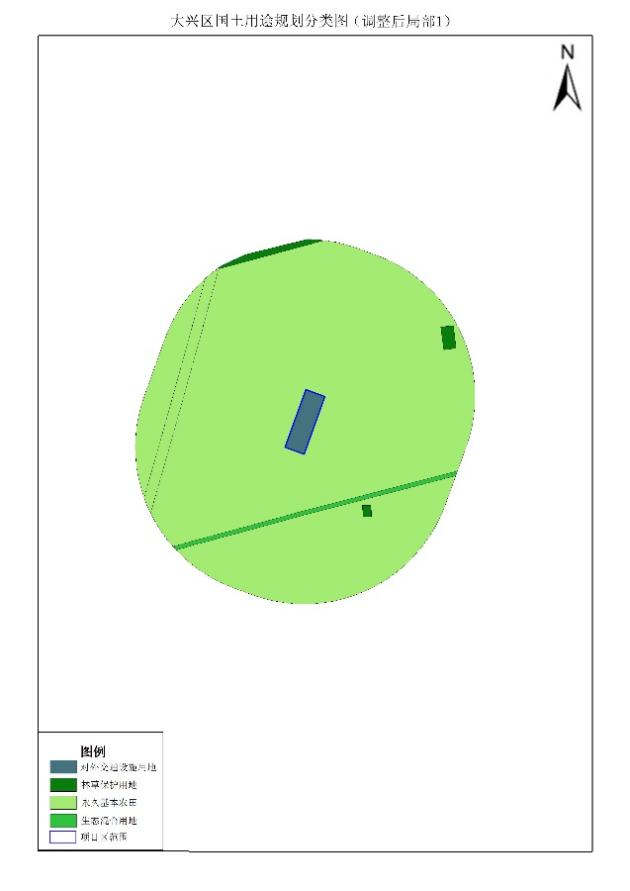 大兴区国土用途规划分类图（调整后局部1）
N
图例
对外交通设施用地
林草保护用地
永久基本农田
生态混合用地
项目区范围